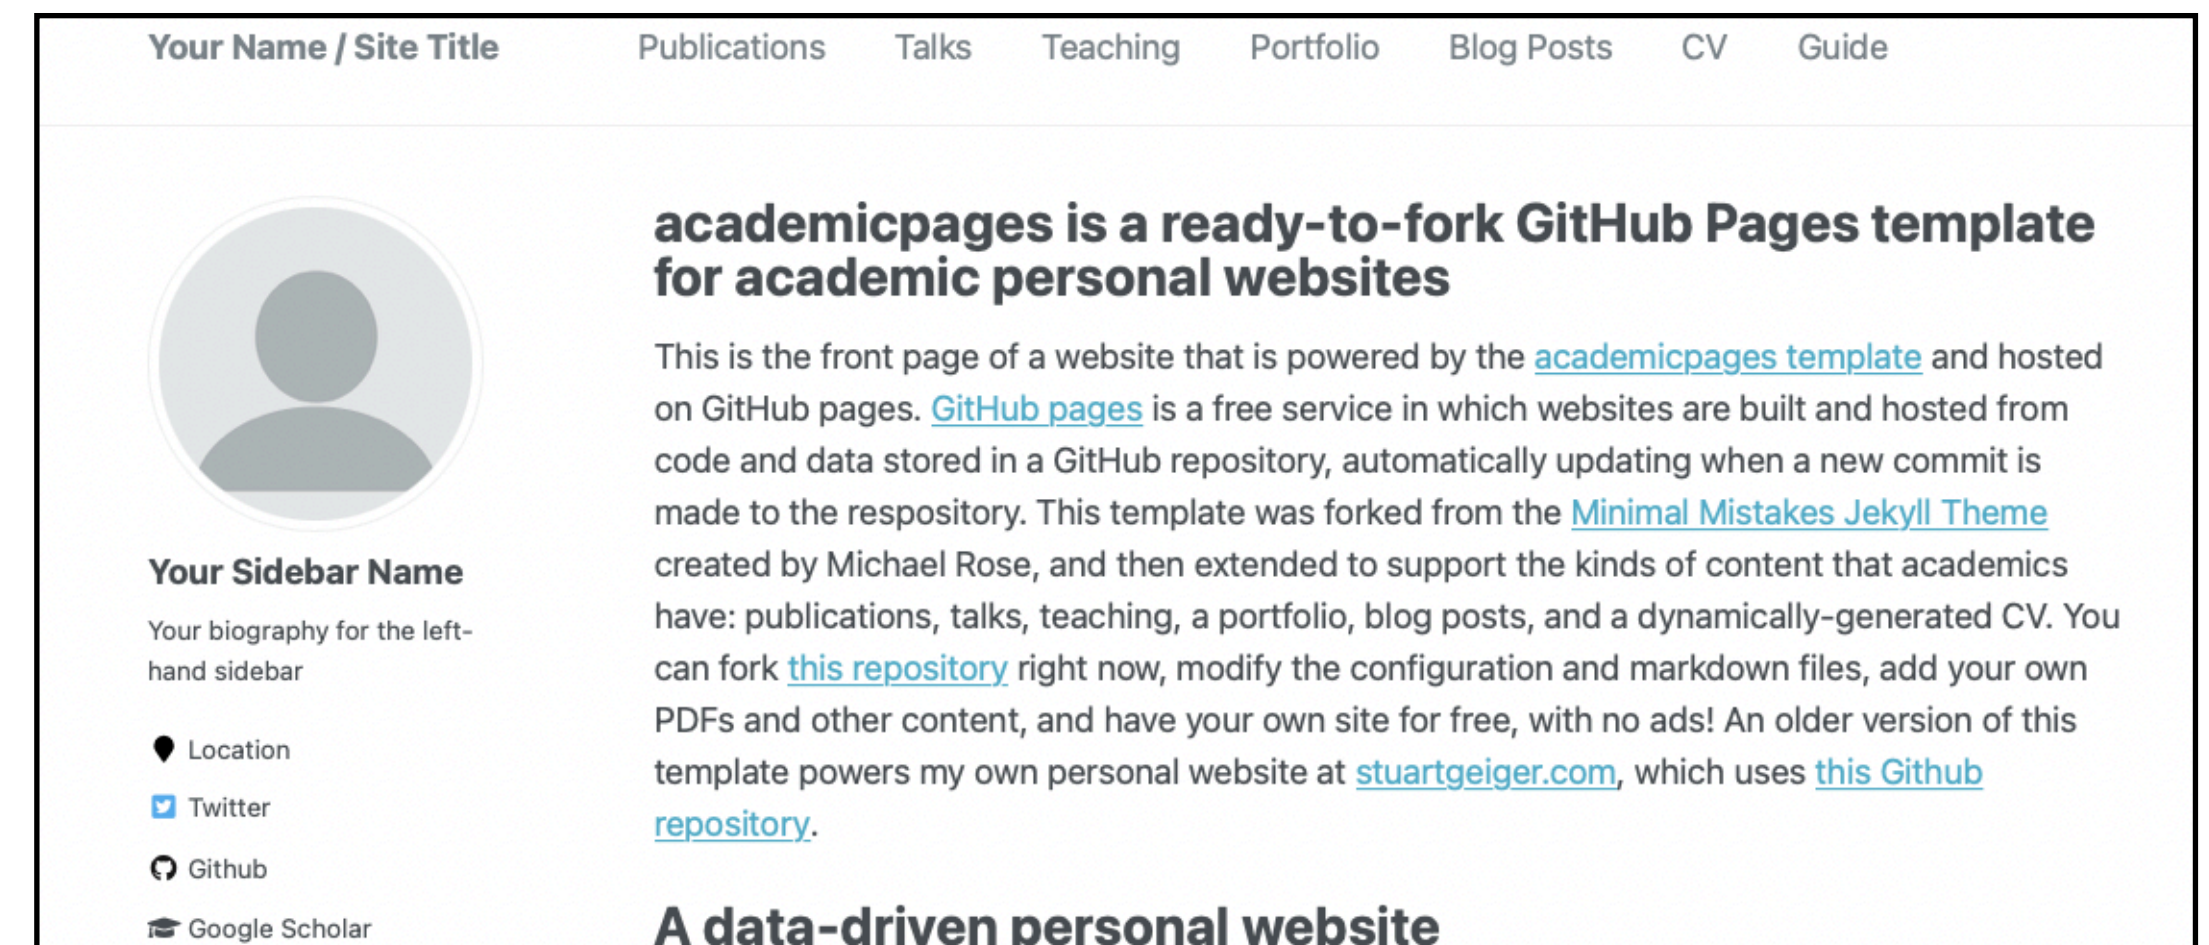 Your Name / Site Title Publications Talks Teaching Portfolio Blog Posts CV Guide
Your Sidebar Name
Your biography for the left-
hand sidebar
Location
Twitter
Github
Google Scholar
academicpages is a ready-to-fork GitHub Pages template
for academic personal websites
This is the front page of a website that is powered by the academicpages template and hosted
on GitHub pages. GitHub pages is a free service in which websites are built and hosted from
code and data stored in a GitHub repository, automatically updating when a new commit is
made to the respository. This template was forked from the Minimal Mistakes Jekyll Theme
created by Michael Rose, and then extended to support the kinds of content that academics
have: publications, talks, teaching, a portfolio, blog posts, and a dynamically-generated CV. You
can fork this repository right now, modify the configuration and markdown files, add your own
PDFs and other content, and have your own site for free, with no ads! An older version of this
template powers my own personal website at stuartgeiger.com, which uses this Github
repository.
A data-driven personal website